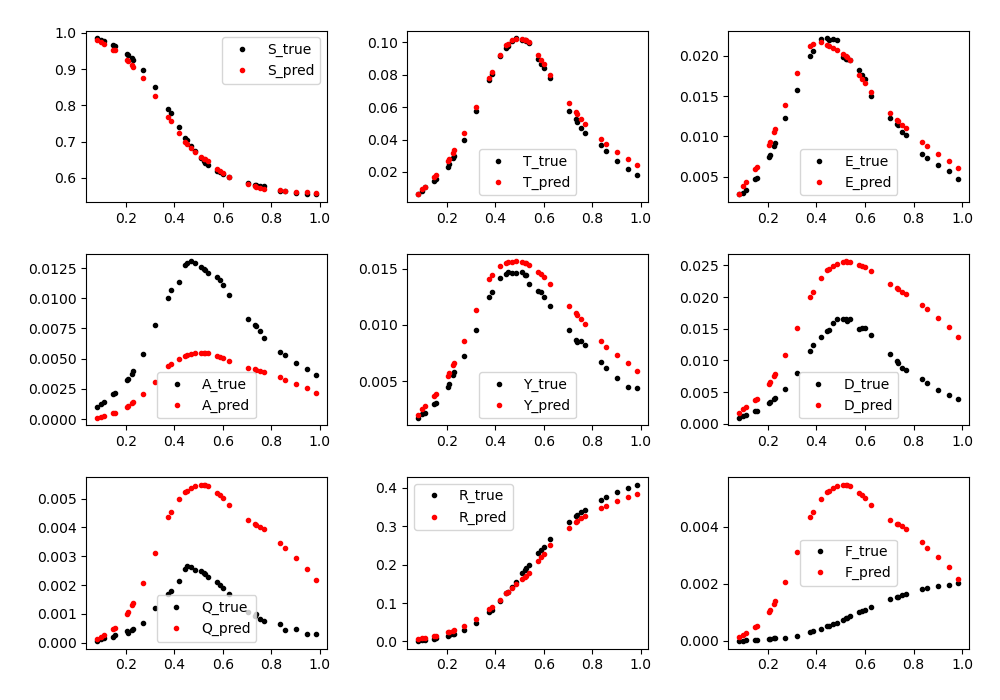 1.0
0.9
0.8
0.7
0.6
0.2 0.4 0.6 0.8 1.0
S_true
S_pred
0.10
0.08
0.06
0.04
0.02
0.2 0.4 0.6 0.8 1.0
T_true
T_pred
0.020
0.015
0.010
0.005
0.2 0.4 0.6 0.8 1.0
E_true
E_pred
0.0125
0.0100
0.0075
0.0050
0.0025
0.0000
0.2 0.4 0.6 0.8 1.0
A_true
A_pred
0.015
0.010
0.005
0.2 0.4 0.6 0.8 1.0
Y_true
Y_pred
0.025
0.020
0.015
0.010
0.005
0.000
0.2 0.4 0.6 0.8 1.0
D_true
D_pred
0.005
0.004
0.003
0.002
0.001
0.000
0.2 0.4 0.6 0.8 1.0
Q_true
Q_pred
0.4
0.3
0.2
0.1
0.0
0.2 0.4 0.6 0.8 1.0
R_true
R_pred
0.004
0.002
0.000
0.2 0.4 0.6 0.8 1.0
F_true
F_pred